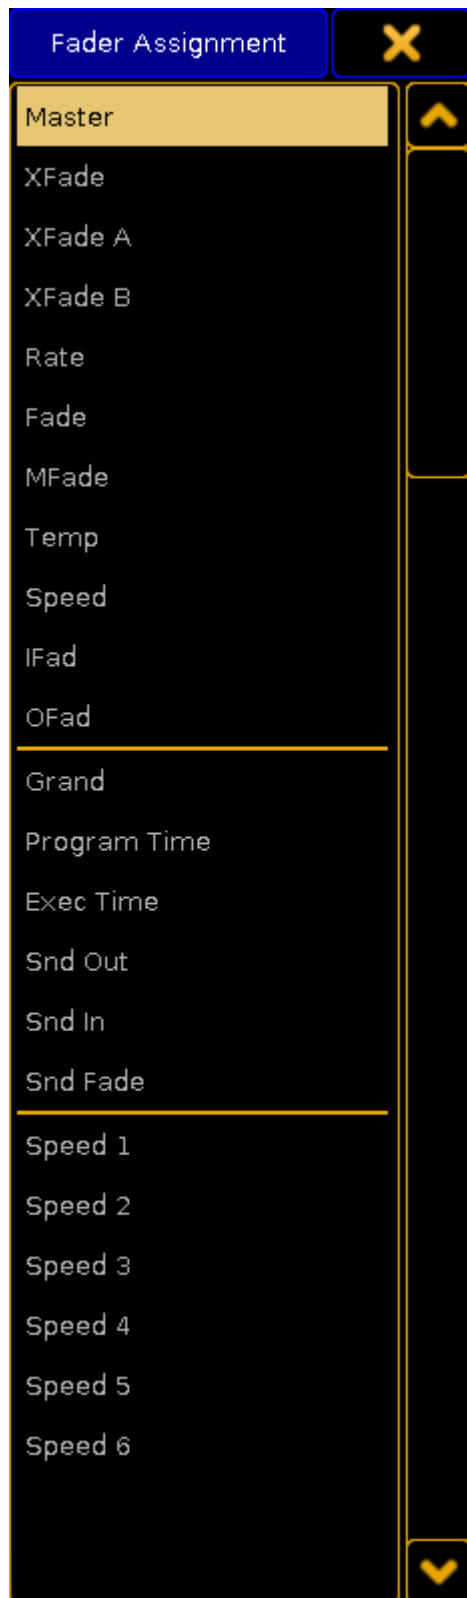 Fader Assignment
Master
XFade
XFade A
XFade B
Rate
Fade
MFade
Temp
Speed
IFad
OFad
Grand
Program Time
Exec Time
Snd Out
Snd In
Snd Fade
Speed 1
Speed 2
Speed 3
Speed 4
Speed 5
Speed 6